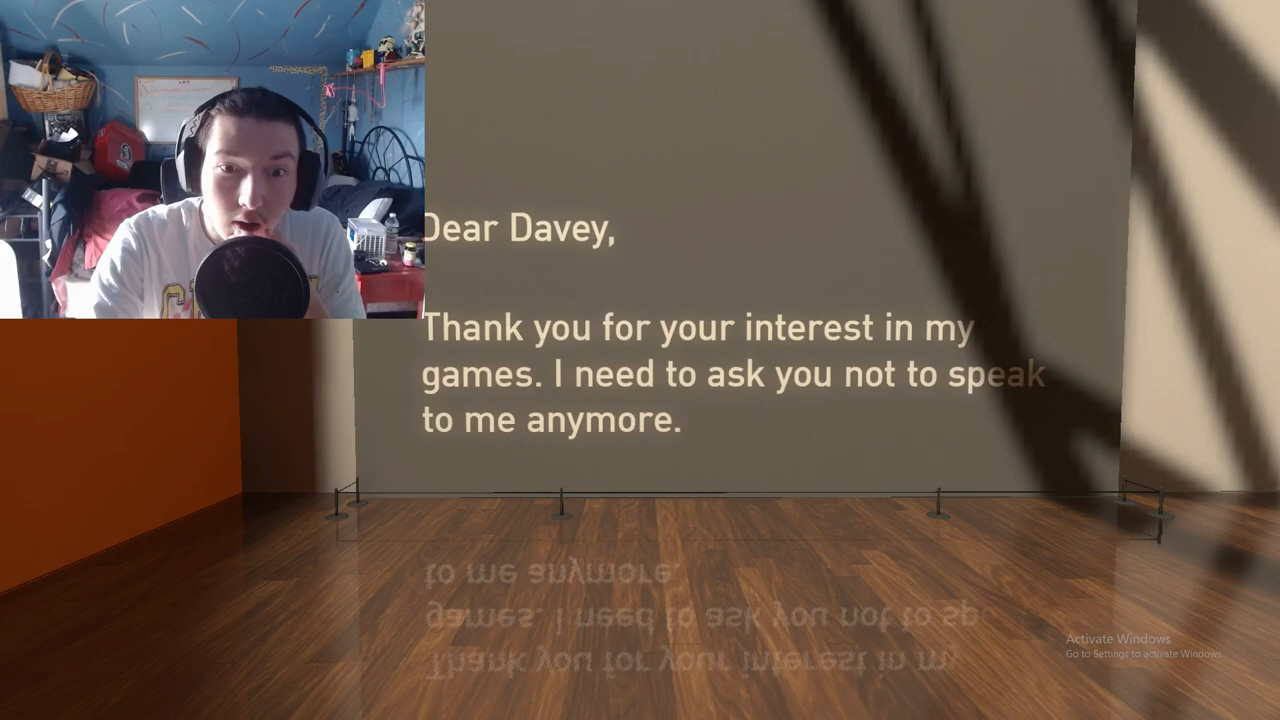 Dear Davey,
Thank you for your interest in my
games. I need to ask you not to speak
to me anymore.
Activate Windows
Go to Settings to activate Windows.